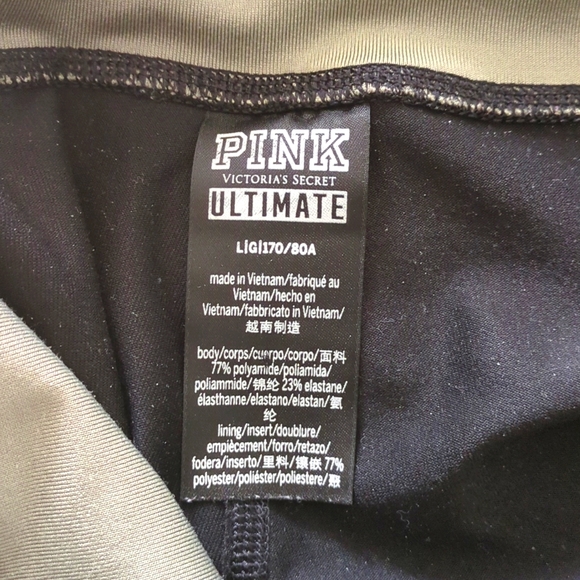 PINK
VICTORIA'S SECRET
ULTIMATE
L|G|170/80A
made in Vietnam/fabriqué au
Vietnam/hecho en
Vietnam/fabbricato in Vietnam/
越南制造
body/corps/cuerpo/corpo/面料
77% polyamide/poliamida/
poliammide/锦纶 23% elastane/
élasthanne/elastano/elastan/氨
纶
lining/insert/doublure/
empiècement/forro/retazo/
fodera/inserto/里料/镶嵌 77%
polyester/poliéster/poliestere/聚